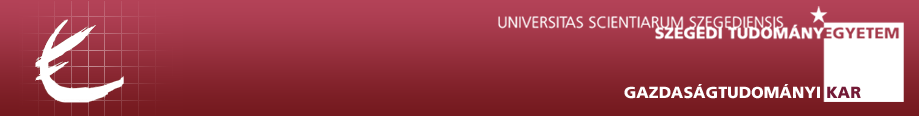 UNIVERSITAS SCIENTIARUM SZEGEDIENSIS
SZEGEDI TUDOMÁNYEGYETEM
GAZDASÁGTUDOMÁNYI KAR